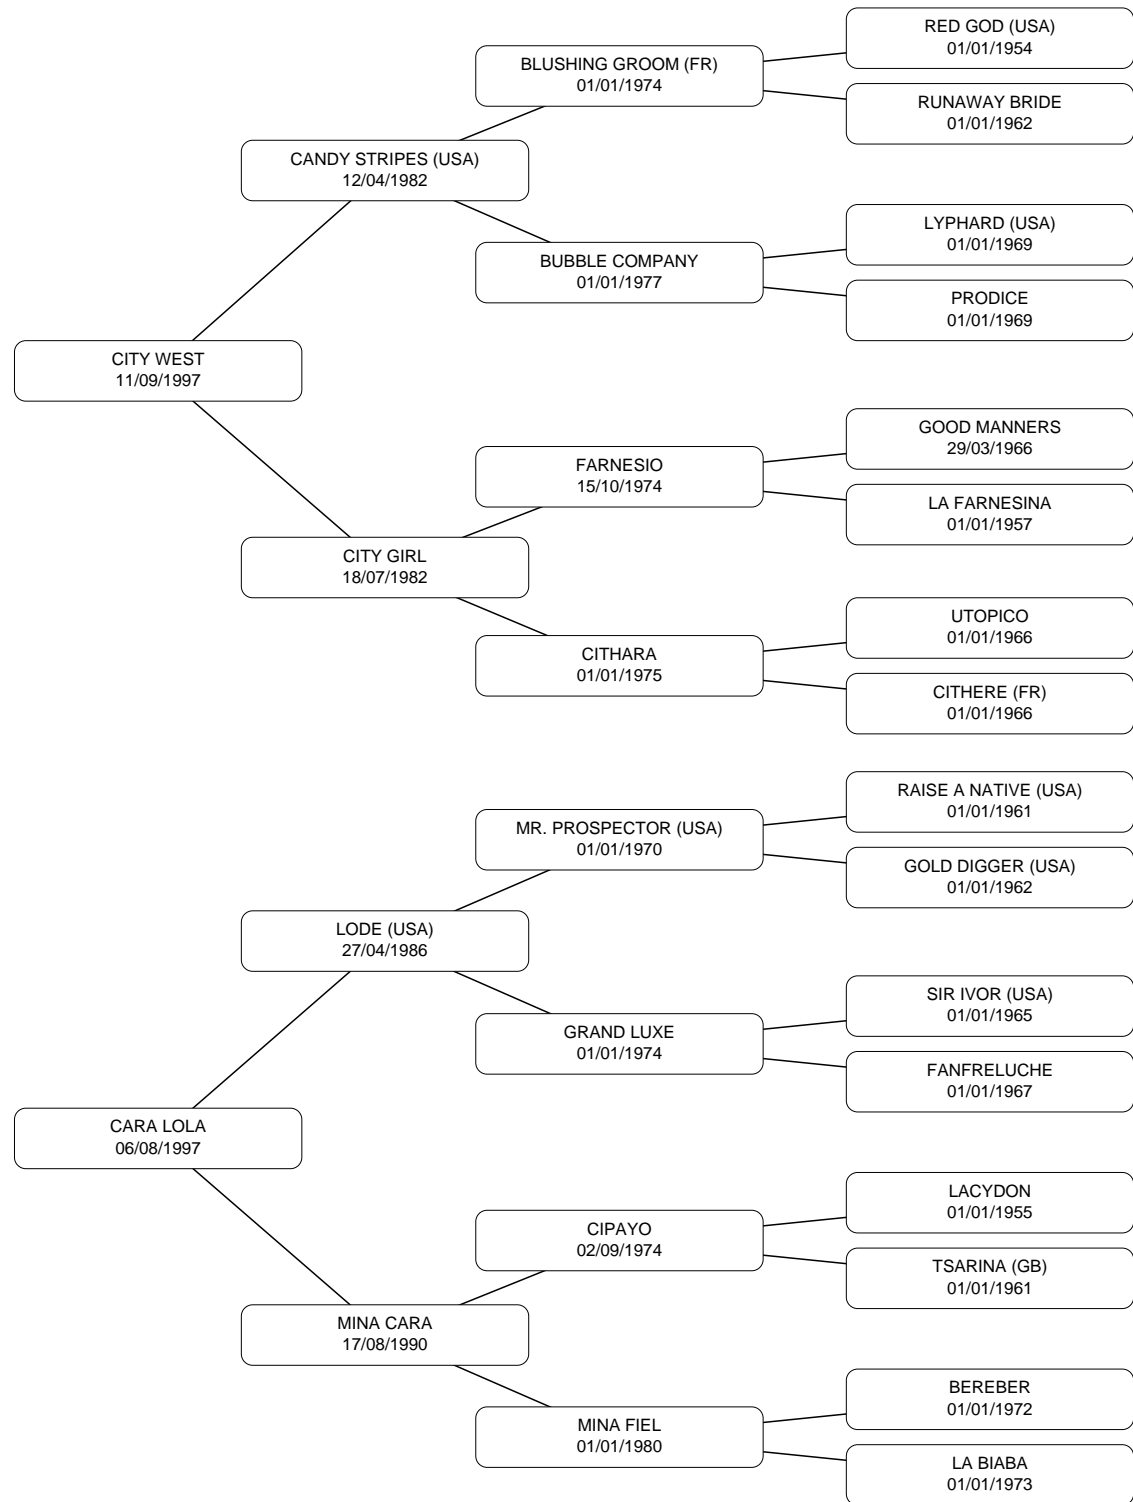 RED GOD (USA)
01/01/1954
BLUSHING GROOM (FR)
01/01/1974
RUNAWAY BRIDE
01/01/1962
CANDY STRIPES (USA)
12/04/1982
LYPHARD (USA)
01/01/1969
BUBBLE COMPANY
01/01/1977
PRODICE
01/01/1969
CITY WEST
11/09/1997
GOOD MANNERS
29/03/1966
FARNESIO
15/10/1974
LA FARNESINA
01/01/1957
CITY GIRL
18/07/1982
UTOPICO
01/01/1966
CITHARA
01/01/1975
CITHERE (FR)
01/01/1966
RAISE A NATIVE (USA)
01/01/1961
MR. PROSPECTOR (USA)
01/01/1970
GOLD DIGGER (USA)
01/01/1962
LODE (USA)
27/04/1986
SIR IVOR (USA)
01/01/1965
GRAND LUXE
01/01/1974
FANFRELUCHE
01/01/1967
CARA LOLA
06/08/1997
LACYDON
01/01/1955
CIPAYO
02/09/1974
TSARINA (GB)
01/01/1961
MINA CARA
17/08/1990
BEREBER
01/01/1972
MINA FIEL
01/01/1980
LA BIABA
01/01/1973